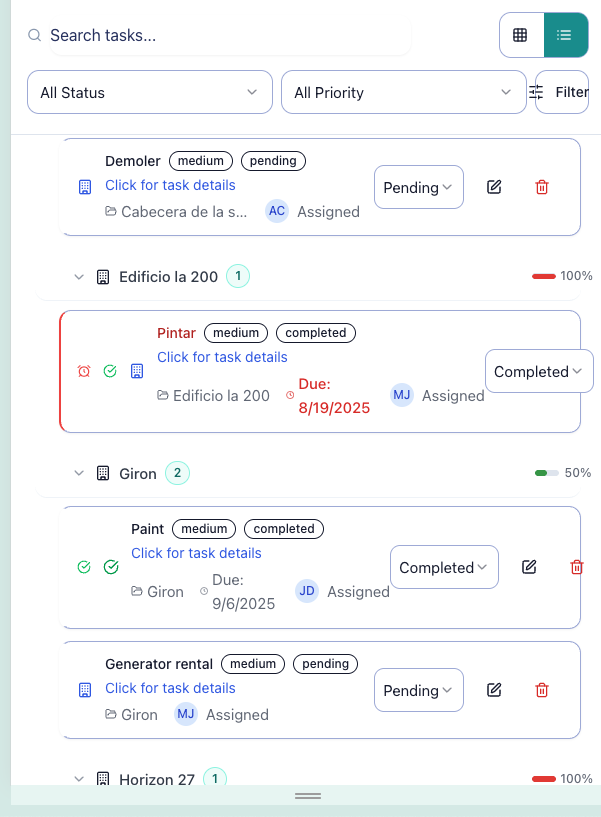 Search tasks...
All Status
All Priority
Filter
Demoler medium pending
Click for task details
Cabecera de la s... AC Assigned
Pending
Edificio la 200 1 100%
Pintar medium completed
Click for task details
Edificio la 200 Due: 8/19/2025 MJ Assigned
Completed
Giron 2 50%
Paint medium completed
Click for task details
Giron Due: 9/6/2025 JD Assigned
Completed
Generator rental medium pending
Click for task details
Giron MJ Assigned
Pending
Horizon 27 1 100%